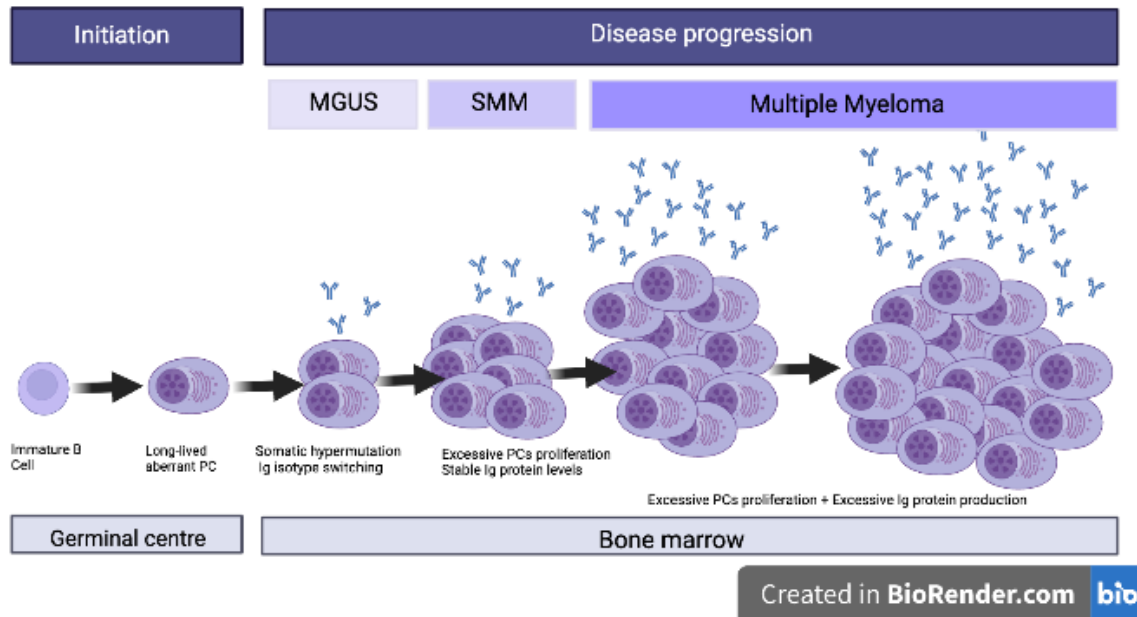 Initiation
Disease progression
MGUS
SMM
Multiple Myeloma
Immature B
Cell
Long-lived
aberrant PC
Somatic hypermutation
Ig isotype switching
Excessive PCs proliferation
Stable Ig protein levels
Excessive PCs proliferation + Excessive Ig protein production
Germinal centre
Bone marrow
Created in BioRender.com
bio